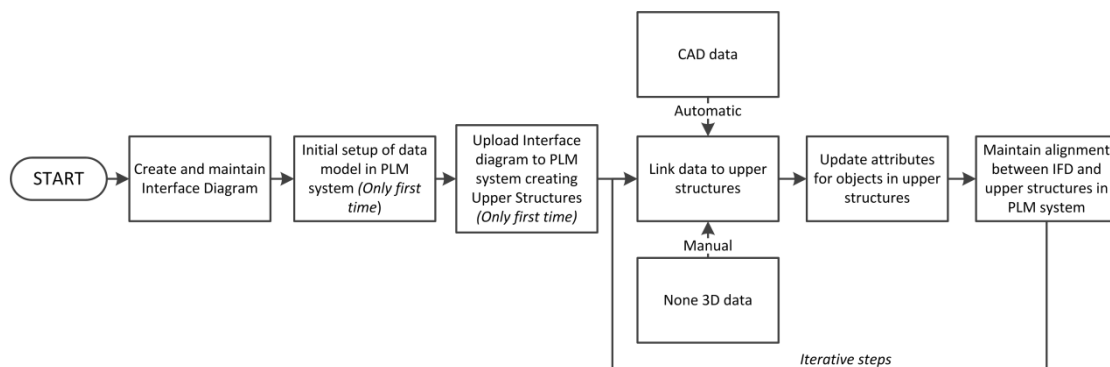 START
Create and maintain
Interface Diagram
Initial setup of data
model in PLM
system (Only first
time)
Upload Interface
diagram to PLM
system creating
Upper Structures
(Only first time)
CAD data
Automatic
Link data to upper
structures
Manual
None 3D data
Update attributes
for objects in upper
structures
Maintain alignment
between IFD and
upper structures in
PLM system
Iterative steps